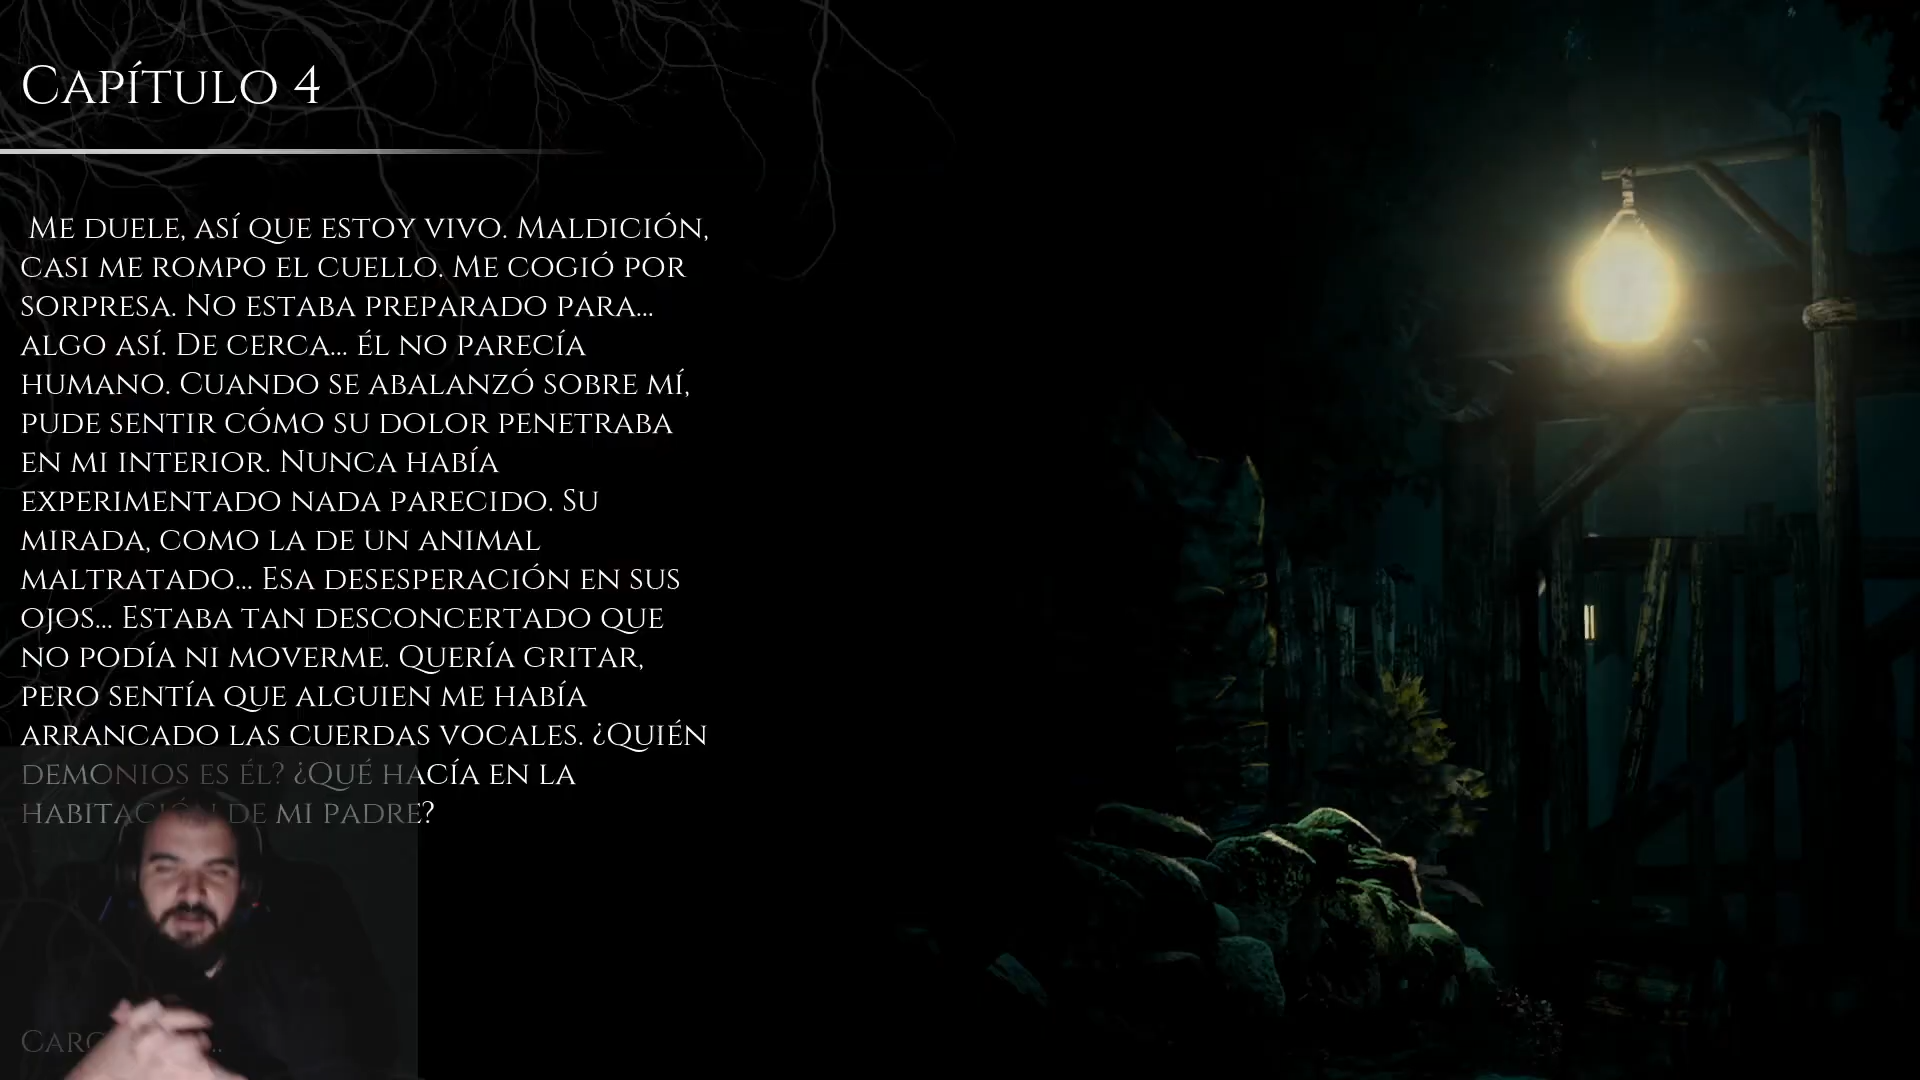 Capítulo 4
Me duele, así que estoy vivo. Maldición,
casi me rompo el cuello. Me cogió por
sorpresa. No estaba preparado para...
algo así. De cerca... él no parecía
humano. Cuando se abalanzó sobre mí,
pude sentir cómo su dolor penetraba
en mi interior. Nunca había
experimentado nada parecido. Su
mirada, como la de un animal
maltratado... Esa desesperación en sus
ojos... Estaba tan desconcertado que
no podía ni moverme. Quería gritar,
pero sentía que alguien me había
arrancado las cuerdas vocales. ¿Quién
demonios es él? ¿Qué hacía en la
habitación de mi padre?